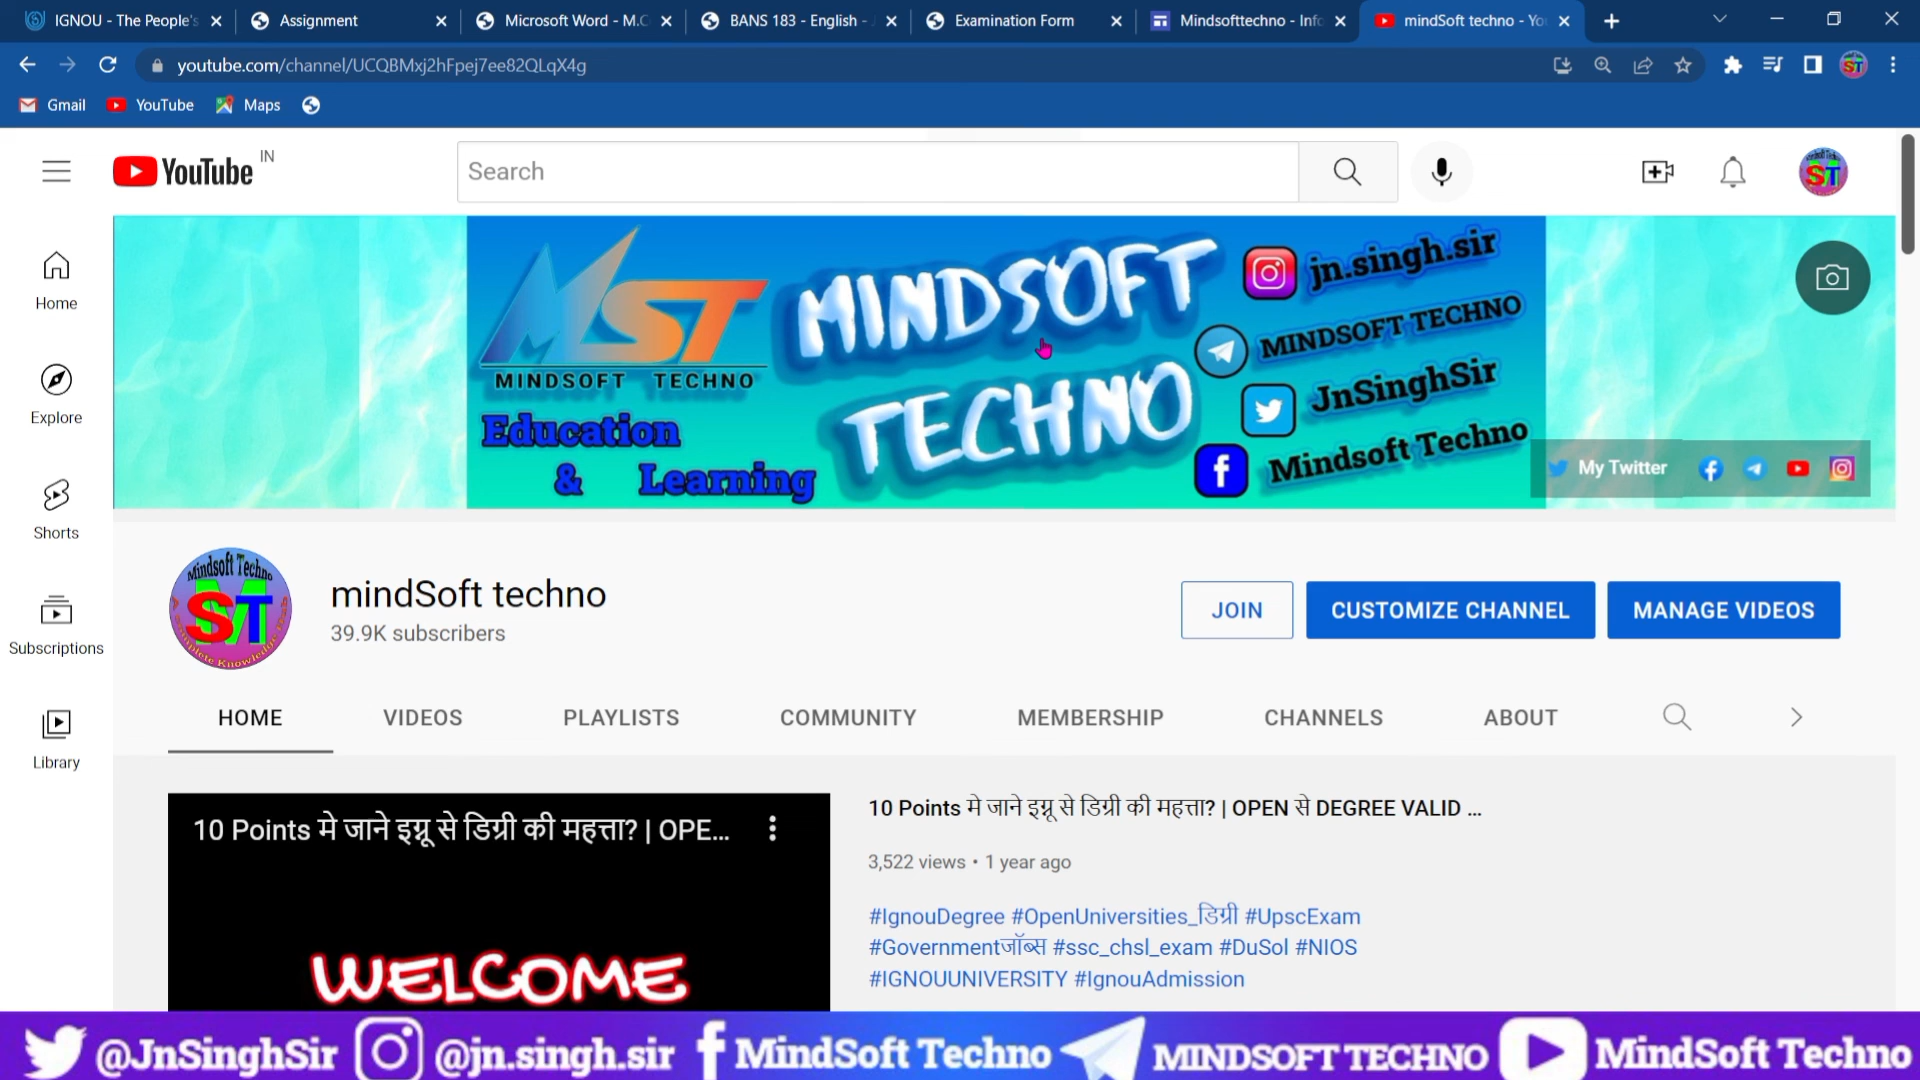 IGNOU - The People's
Assignment
Microsoft Word - M.C
BANS 183 - English -
Examination Form
Mindsofttechno - Info
mindSoft techno - Yo
youtube.com/channel/UCQBMxj2hFpej7ee82QLqX4g
Gmail
YouTube
Maps
YouTube IN
Search
MST
MINDSOFT TECHNO
Education
& Learning
MINDSOFT
TECHNO
jn.singh.sir
MINDSOFT TECHNO
JnSinghSir
Mindsoft Techno
My Twitter
Home
Explore
Shorts
Subscriptions
Library
Mindsoft Techno
ST
mindSoft techno
39.9K subscribers
JOIN
CUSTOMIZE CHANNEL
MANAGE VIDEOS
HOME
VIDEOS
PLAYLISTS
COMMUNITY
MEMBERSHIP
CHANNELS
ABOUT
10 Points मे जाने इग्नू से डिग्री की महत्ता? | OPE...
WELCOME
10 Points मे जाने इग्नू से डिग्री की महत्ता? | OPEN से DEGREE VALID ...
3,522 views • 1 year ago
#IgnouDegree #OpenUniversities_डिग्री #UpscExam
#Governmentजॉब्स #ssc_chsl_exam #DuSol #NIOS
#IGNOUUNIVERSITY #IgnouAdmission
@JnSinghSir @jn.singh.sir MindSoft Techno MINDSOFT TECHNO MindSoft Techno